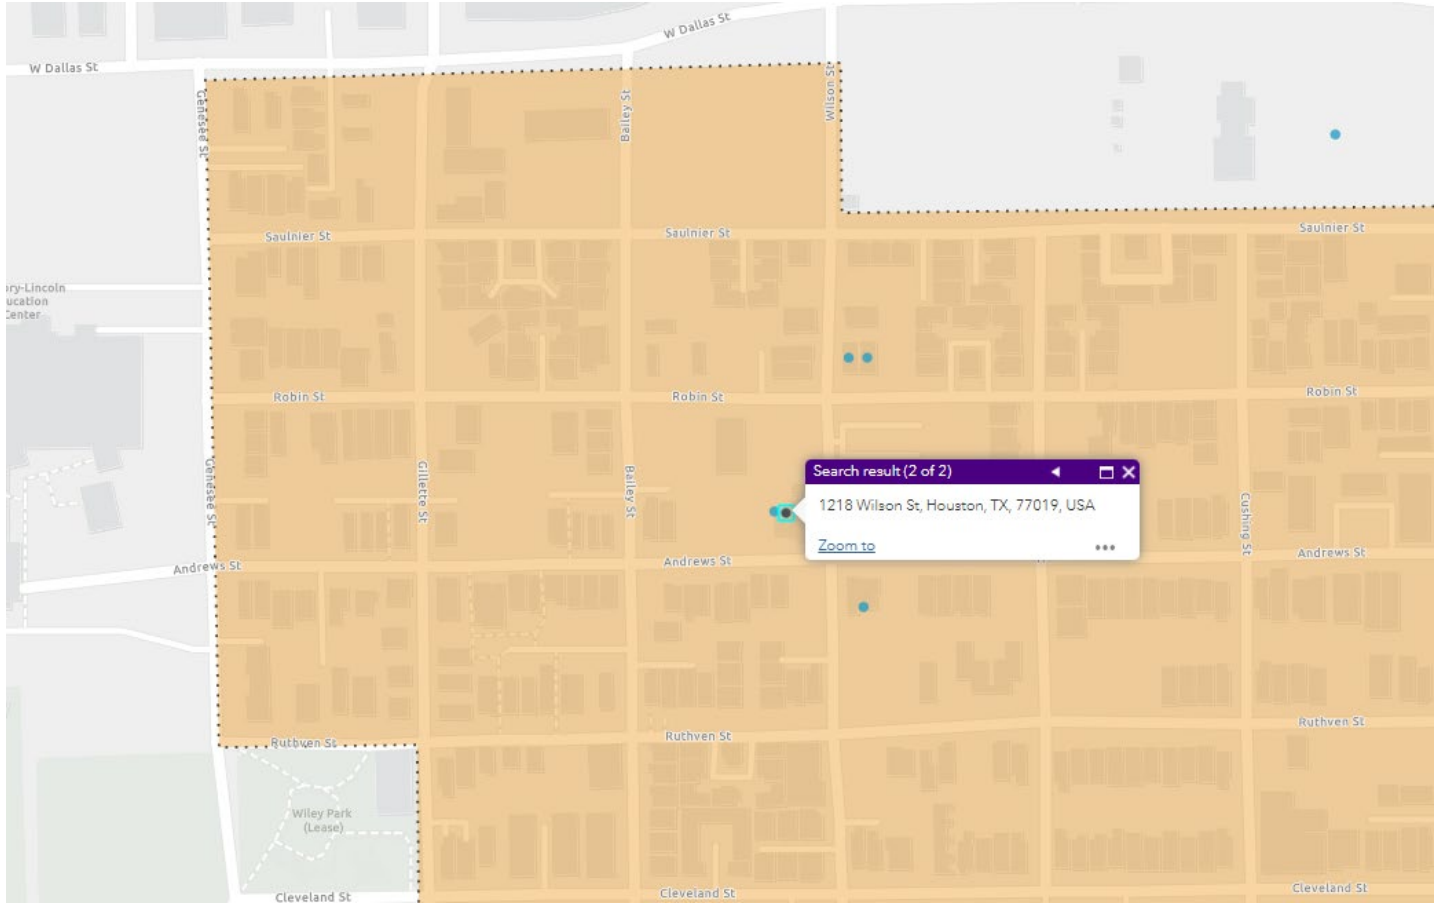 W Dallas St
W Dallas St
Genesee St
Bailey St
Wilson St
Saulnier St
Saulnier St
Saulnier St
ory-Lincoln
ucation
Center
Robin St
Robin St
Robin St
Genesee St
Gillette St
Bailey St
Search result (2 of 2)
1218 Wilson St, Houston, TX, 77019, USA
Zoom to
Cushing St
Andrews St
Andrews St
Andrews St
Ruthven St
Ruthven St
Ruthven St
Wiley Park
(Lease)
Cleveland St
Cleveland St
Cleveland St